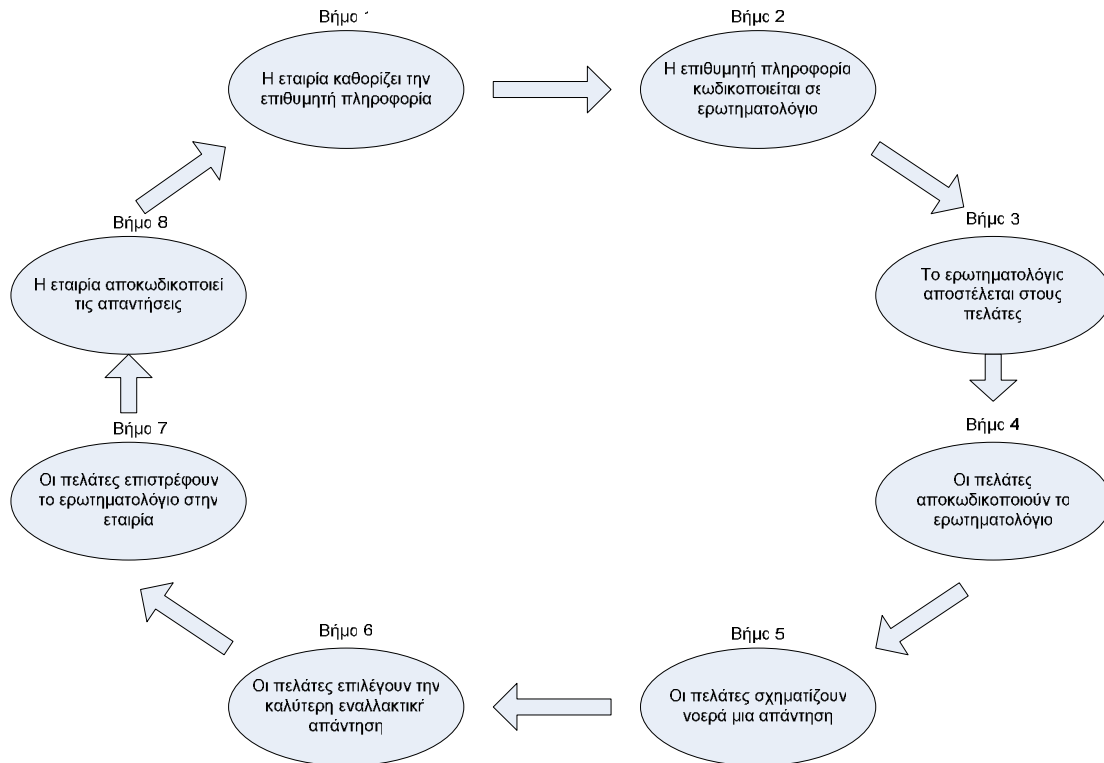 Βήμα 1
Η εταιρία καθορίζει την
επιθυμητή πληροφορία
Βήμα 2
Η επιθυμητή πληροφορία
κωδικοποιείται σε
ερωτηματολόγιο
Βήμα 3
Το ερωτηματολόγιο
αποστέλεται στους
πελάτες
Βήμα 4
Οι πελάτες
αποκωδικοποιούν το
ερωτηματολόγιο
Βήμα 5
Οι πελάτες σχηματίζουν
νοερά μια απάντηση
Βήμα 6
Οι πελάτες επιλέγουν την
καλύτερη εναλλακτική
απάντηση
Βήμα 7
Οι πελάτες επιστρέφουν
το ερωτηματολόγιο στην
εταιρία
Βήμα 8
Η εταιρία αποκωδικοποιεί
τις απαντήσεις